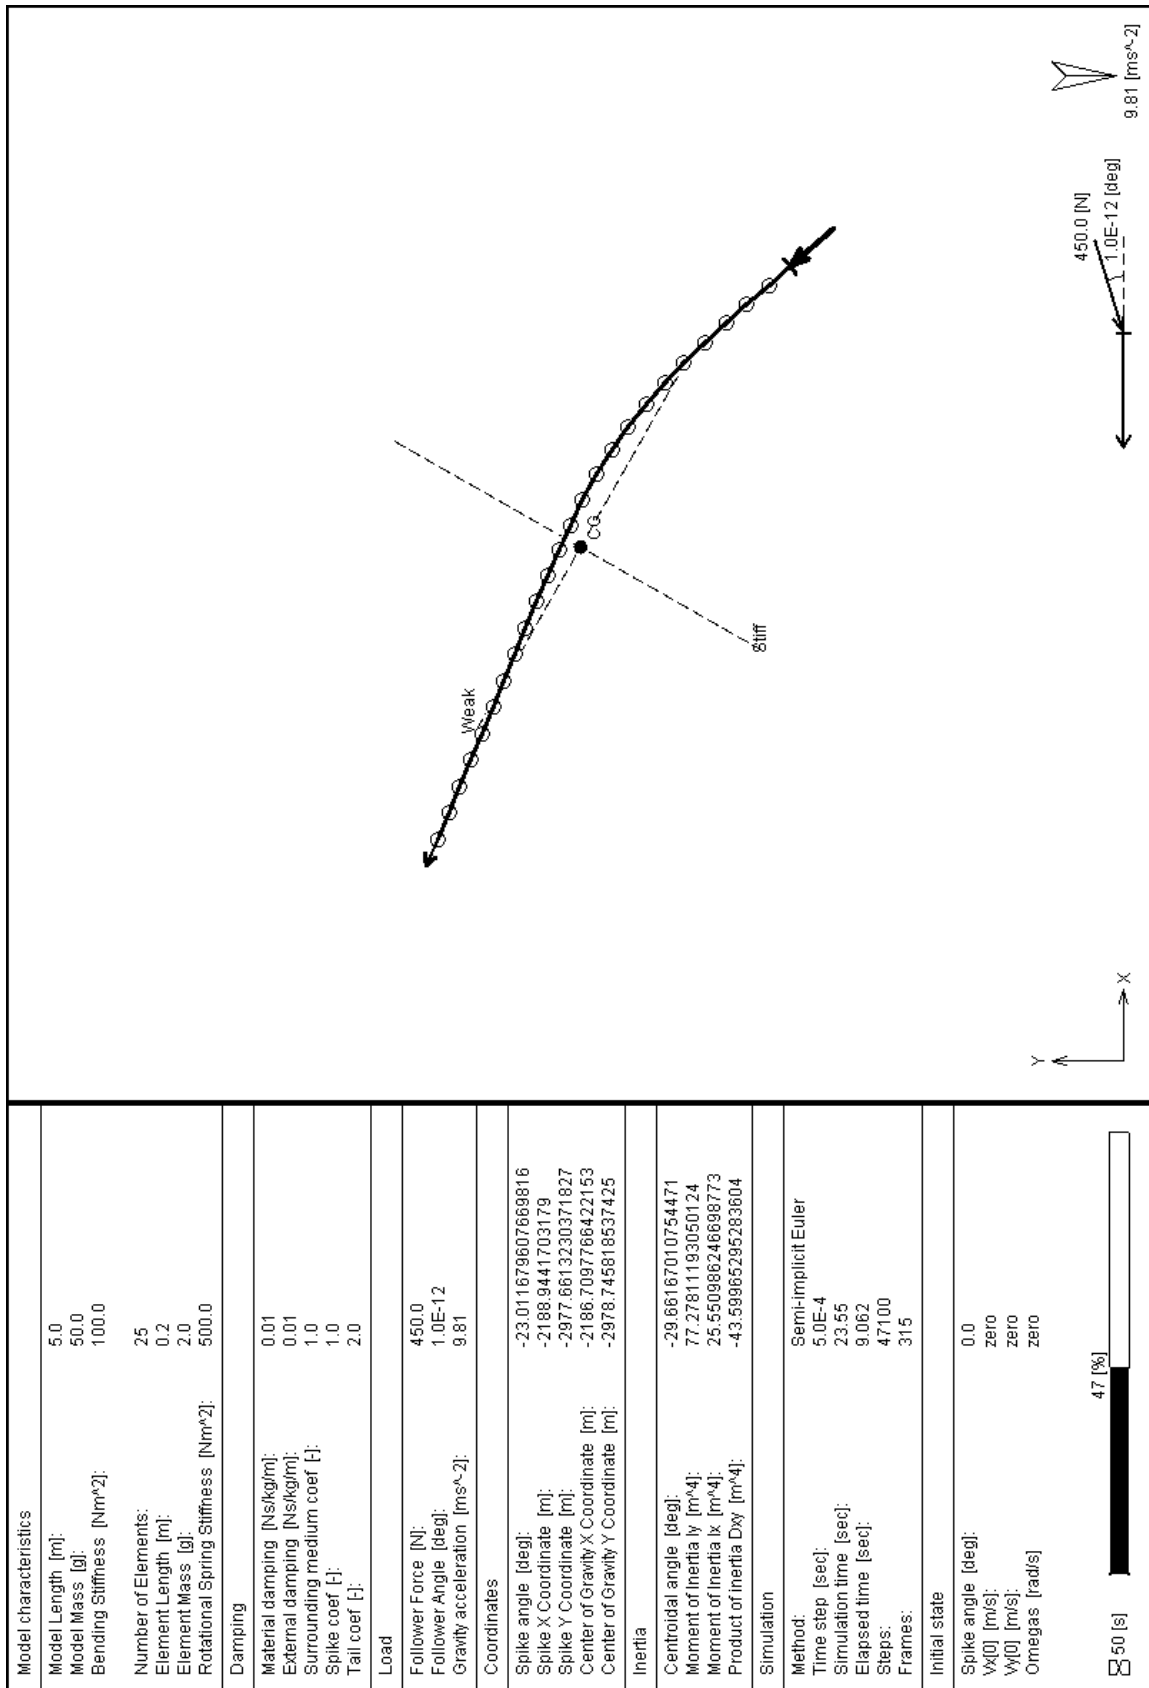 Model characteristics
Model Length [m]: 5.0
Model Mass [g]: 50.0
Bending Stiffness [Nm^2]: 100.0
Number of Elements: 25
Element Length [m]: 0.2
Element Mass [g]: 2.0
Rotational Spring Stiffness [Nm^2]: 500.0
Damping
Material damping [Ns/kg/m]: 0.01
External damping [Ns/kg/m]: 0.01
Surrounding medium coef [-]: 1.0
Spike coef [-]: 1.0
Tail coef [-]: 2.0
Load
Follower Force [N]: 450.0
Follower Angle [deg]: 1.0E-12
Gravity acceleration [ms^-2]: 9.81
Coordinates
Spike angle [deg]: -23.011679607669816
Spike X Coordinate [m]: -2188.9441703179
Spike Y Coordinate [m]: -2977.6613230371827
Center of Gravity X Coordinate [m]: -2186.7097766422153
Center of Gravity Y Coordinate [m]: -2978.745818537425
Inertia
Centroidal angle [deg]: -29.661670107544471
Moment of Inertia Iy [m^4]: 77.27811193050124
Moment of Inertia Ix [m^4]: 25.550986246698773
Product of inertia Dxy [m^4]: -43.599652952283604
Simulation
Method: Semi-implicit Euler
Time step [sec]: 5.0E-4
Simulation time [sec]: 23.55
Elapsed time [sec]: 9.062
Steps: 47100
Frames: 315
Initial state
Spike angle [deg]: 0.0
Vx[0] [m/s]: zero
Vy[0] [m/s]: zero
Omegas [rad/s] zero
47 [%]
50 [s]
Weak
CG
Stiff
Y
X
450.0 [N]
1.0E-12 [deg]
9.81 [ms^-2]